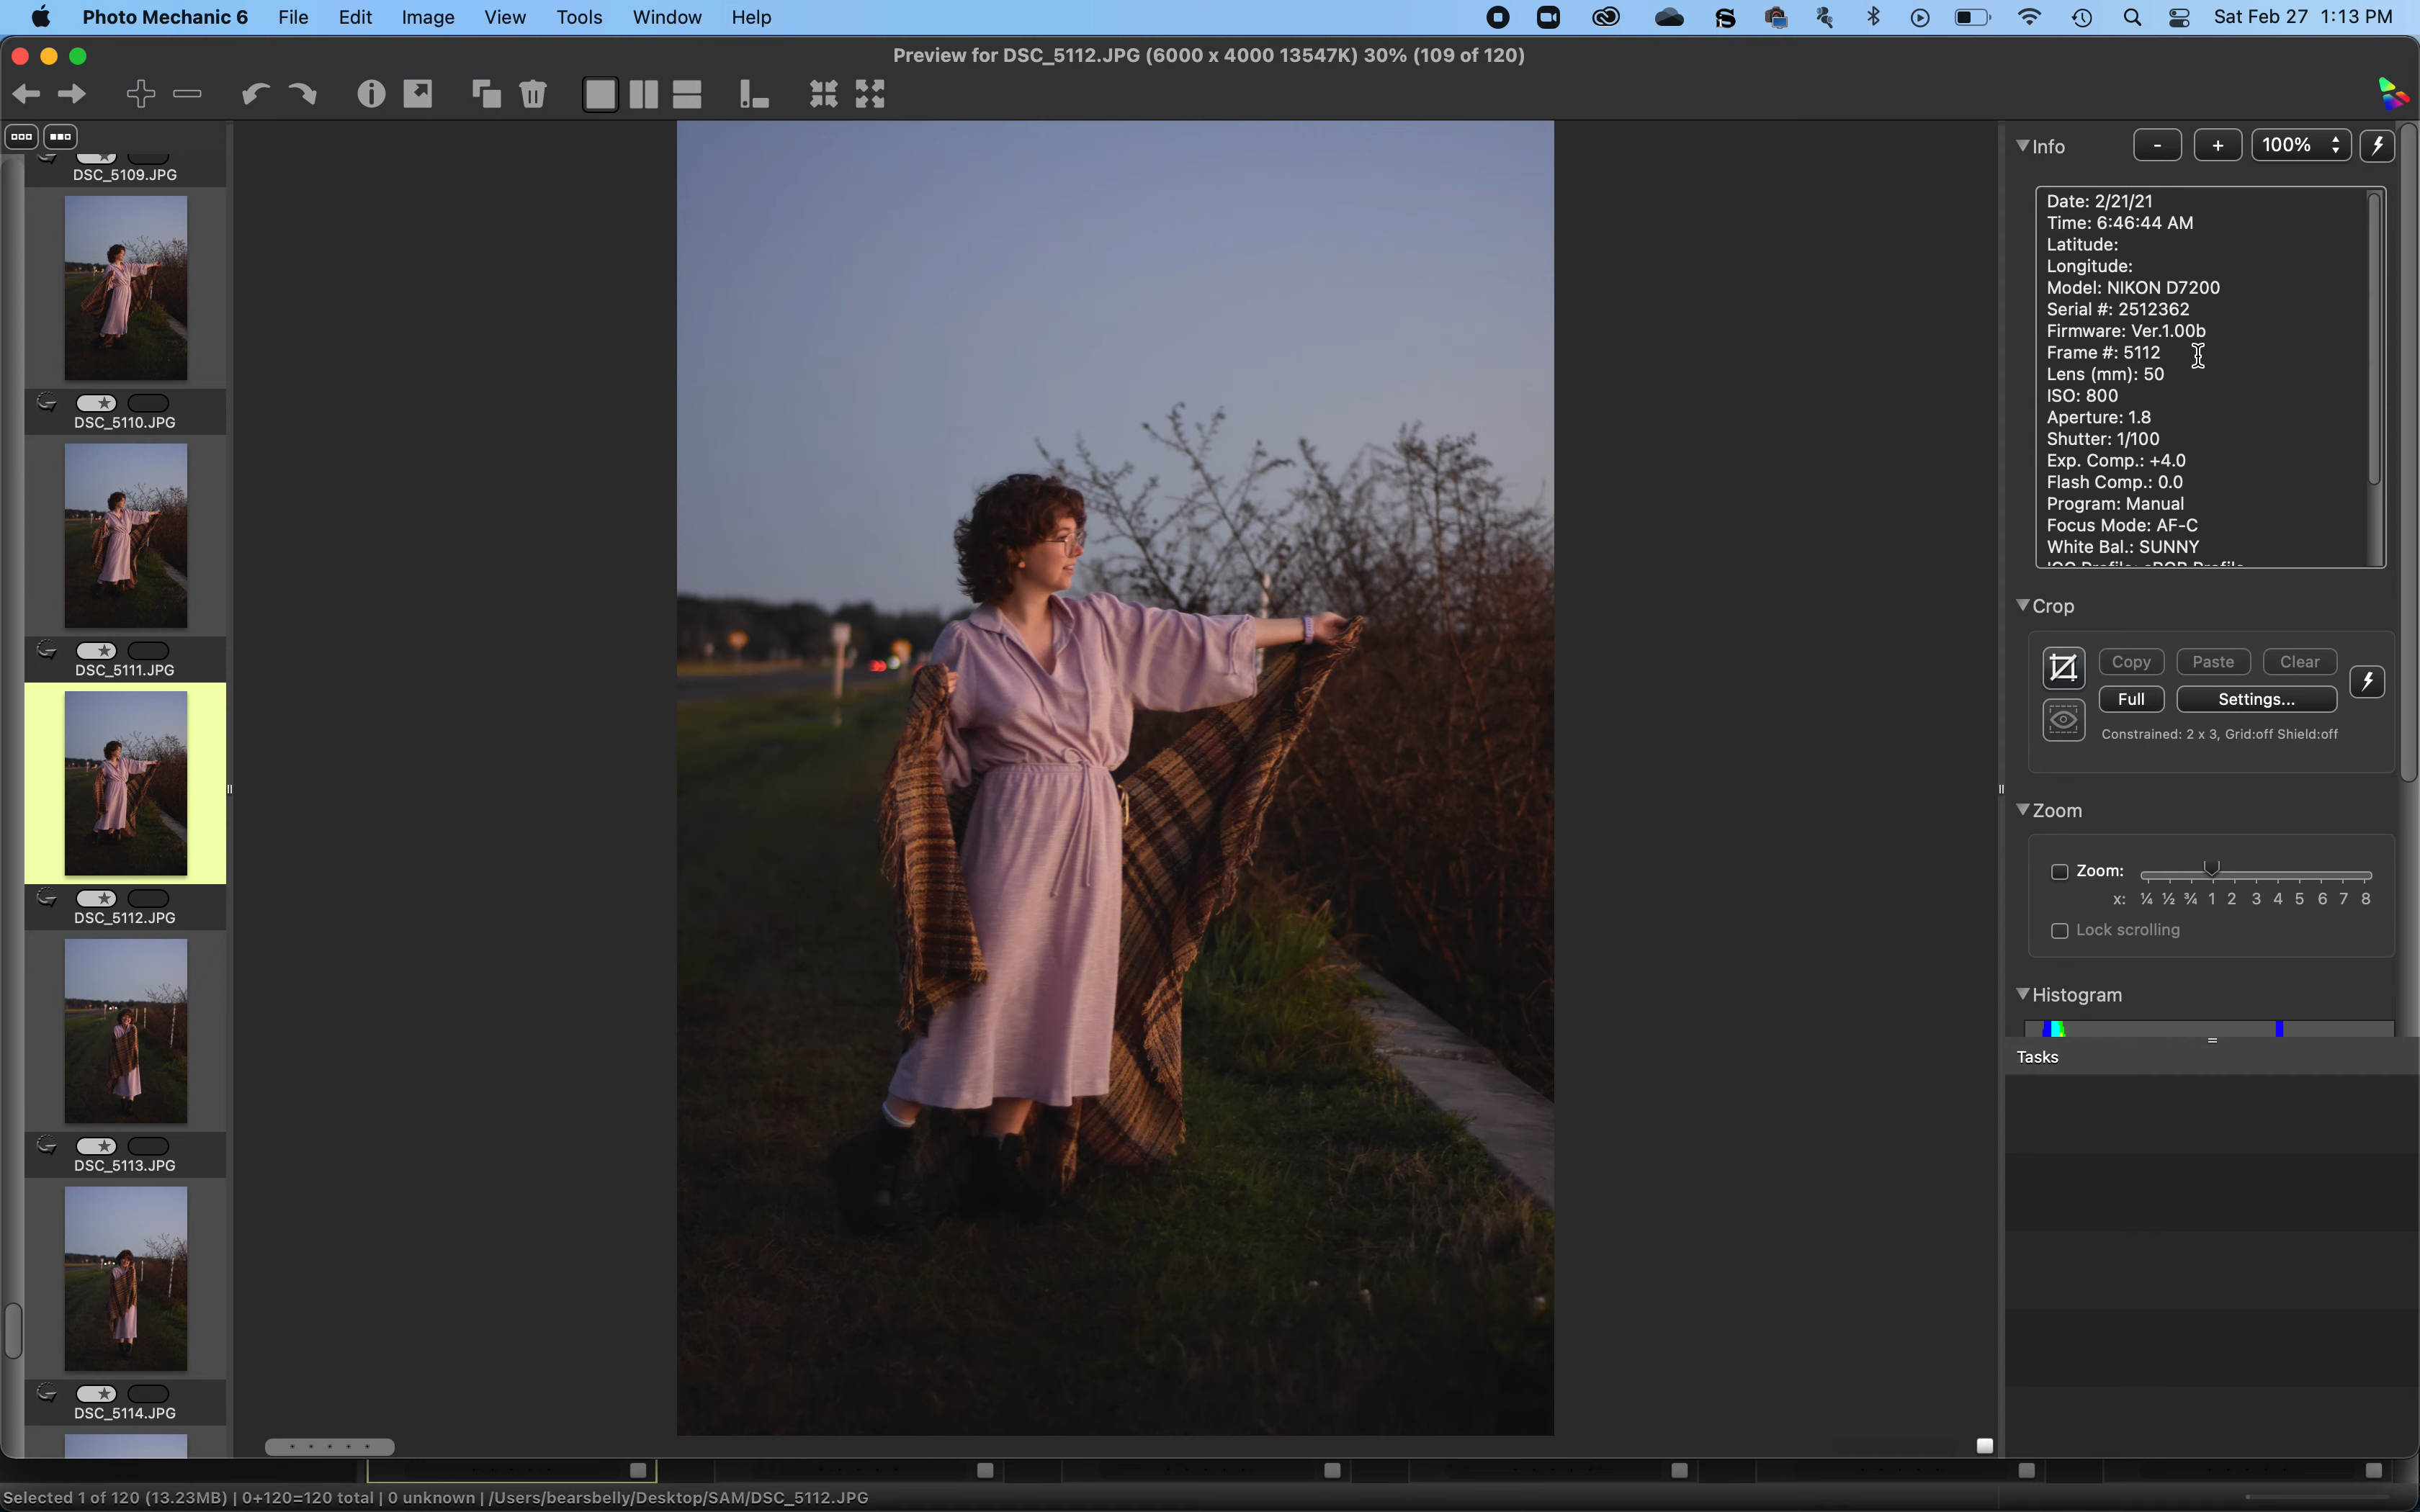 Photo Mechanic 6 File Edit Image View Tools Window Help Sat Feb 27 1:13 PM
Preview for DSC_5112.JPG (6000 x 4000 13547K) 30% (109 of 120)
DSC_5109.JPG
DSC_5110.JPG
DSC_5111.JPG
DSC_5112.JPG
DSC_5113.JPG
DSC_5114.JPG
Info - + 100%
Date: 2/21/21
Time: 6:46:44 AM
Latitude:
Longitude:
Model: NIKON D7200
Serial #: 2512362
Firmware: Ver.1.00b
Frame #: 5112
Lens (mm): 50
ISO: 800
Aperture: 1.8
Shutter: 1/100
Exp. Comp.: +4.0
Flash Comp.: 0.0
Program: Manual
Focus Mode: AF-C
White Bal.: SUNNY
Crop
Copy Paste Clear
Full Settings...
Constrained: 2 x 3, Grid:off Shield:off
Zoom
Zoom:
x: ¼ ½ ¾ 1 2 3 4 5 6 7 8
Lock scrolling
Histogram
Tasks
Selected 1 of 120 (13.23MB) | 0+120=120 total | 0 unknown | /Users/bearsbelly/Desktop/SAM/DSC_5112.JPG